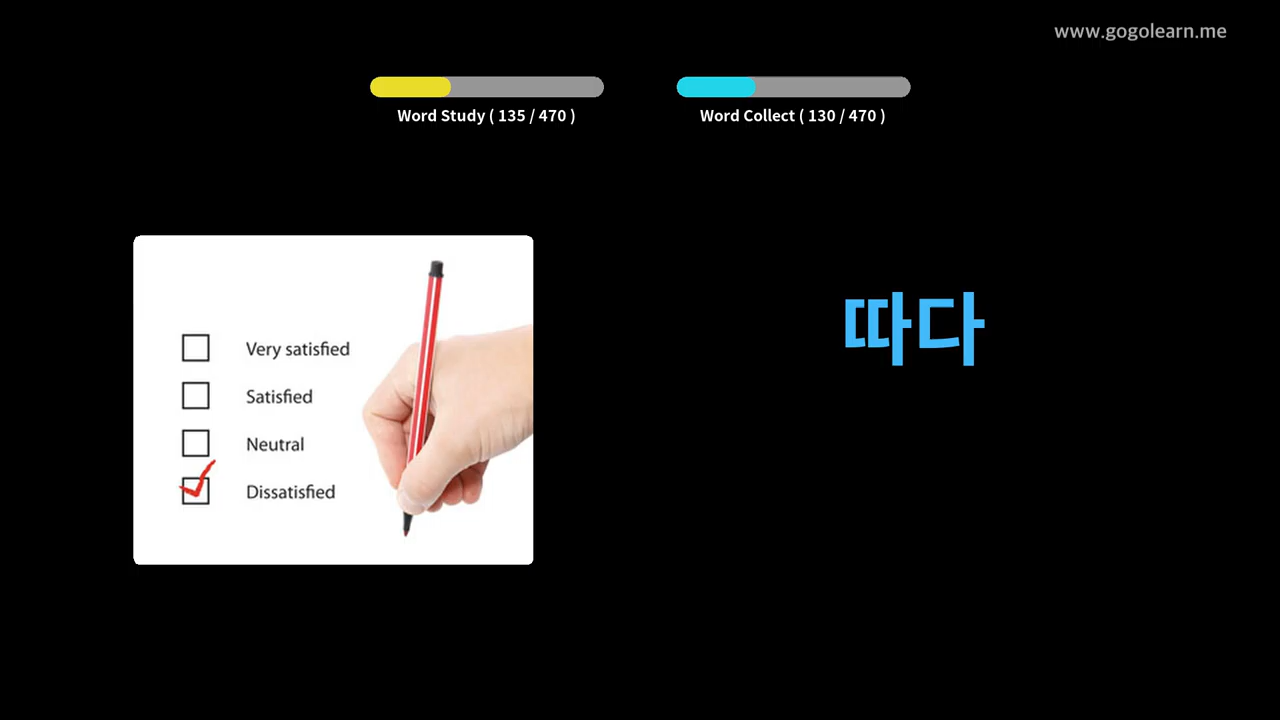 www.gogolearn.me
Word Study ( 135 / 470 )
Word Collect ( 130 / 470 )
Very satisfied
Satisfied
Neutral
Dissatisfied
따다